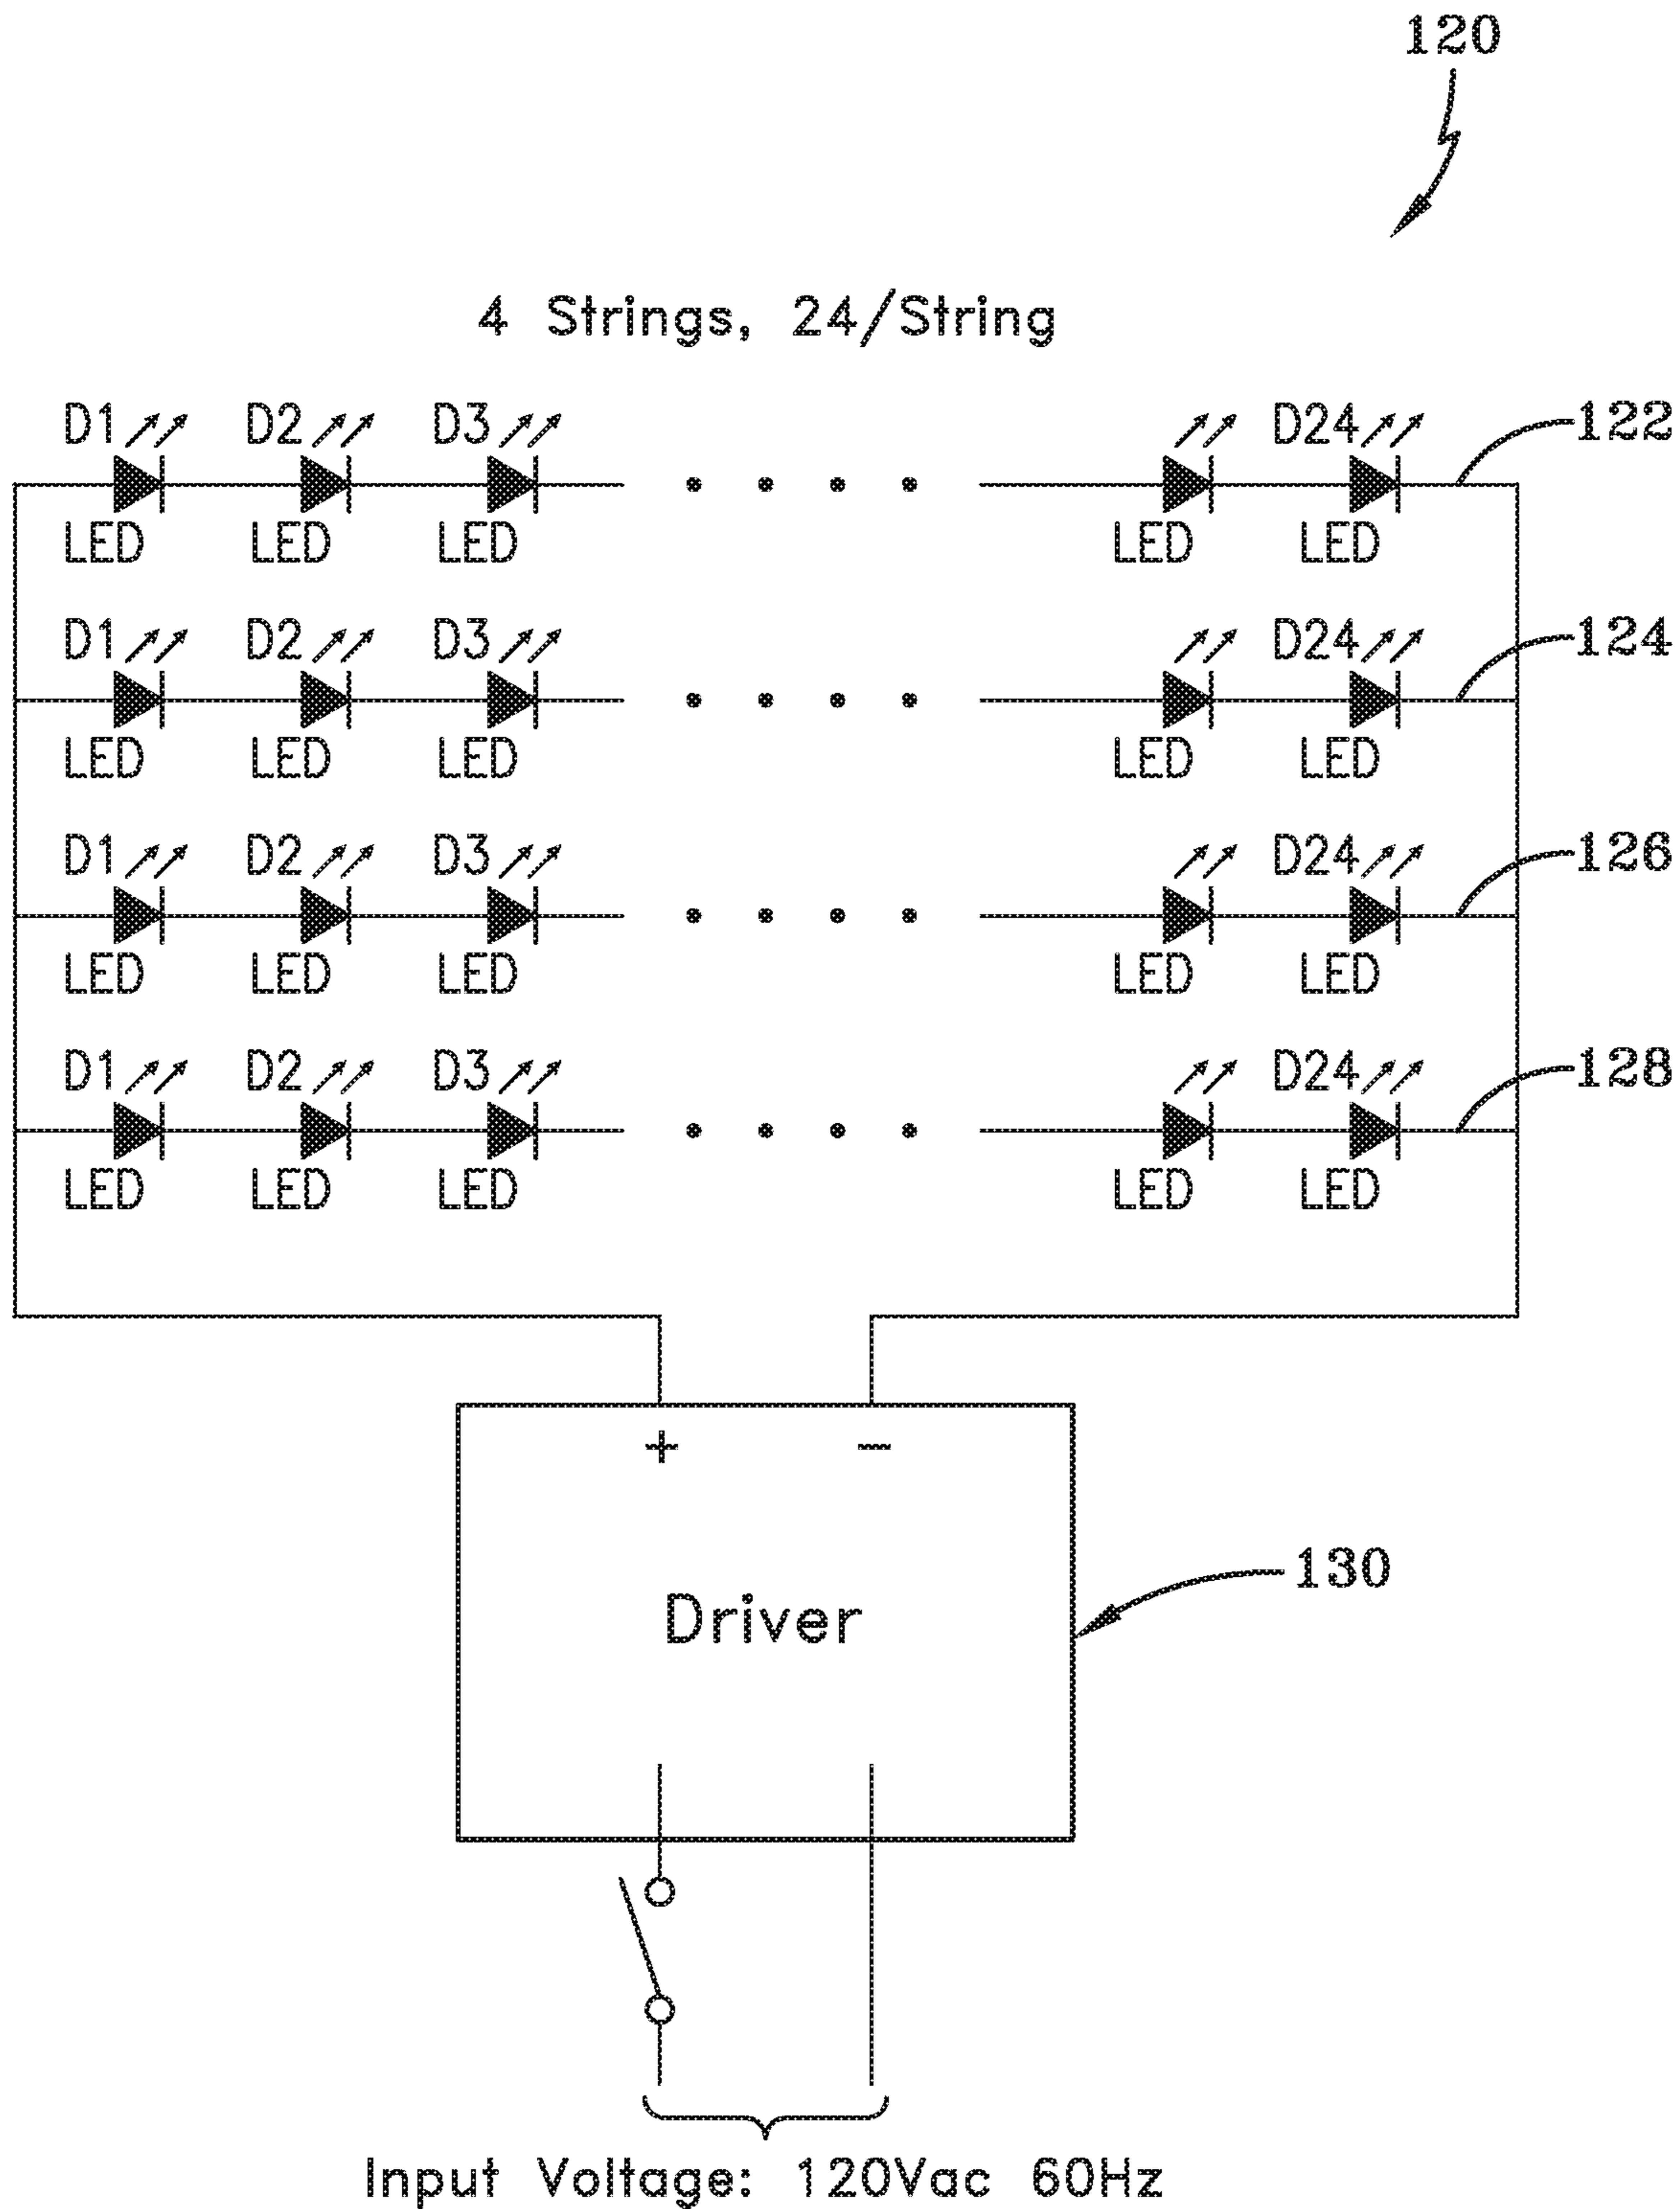 120
4 Strings, 24/String
D1 D2 D3 D24 122
LED LED LED LED LED
D1 D2 D3 D24 124
LED LED LED LED LED
D1 D2 D3 D24 126
LED LED LED LED LED
D1 D2 D3 D24 128
LED LED LED LED LED
+ −
Driver 130
Input Voltage: 120Vac 60Hz